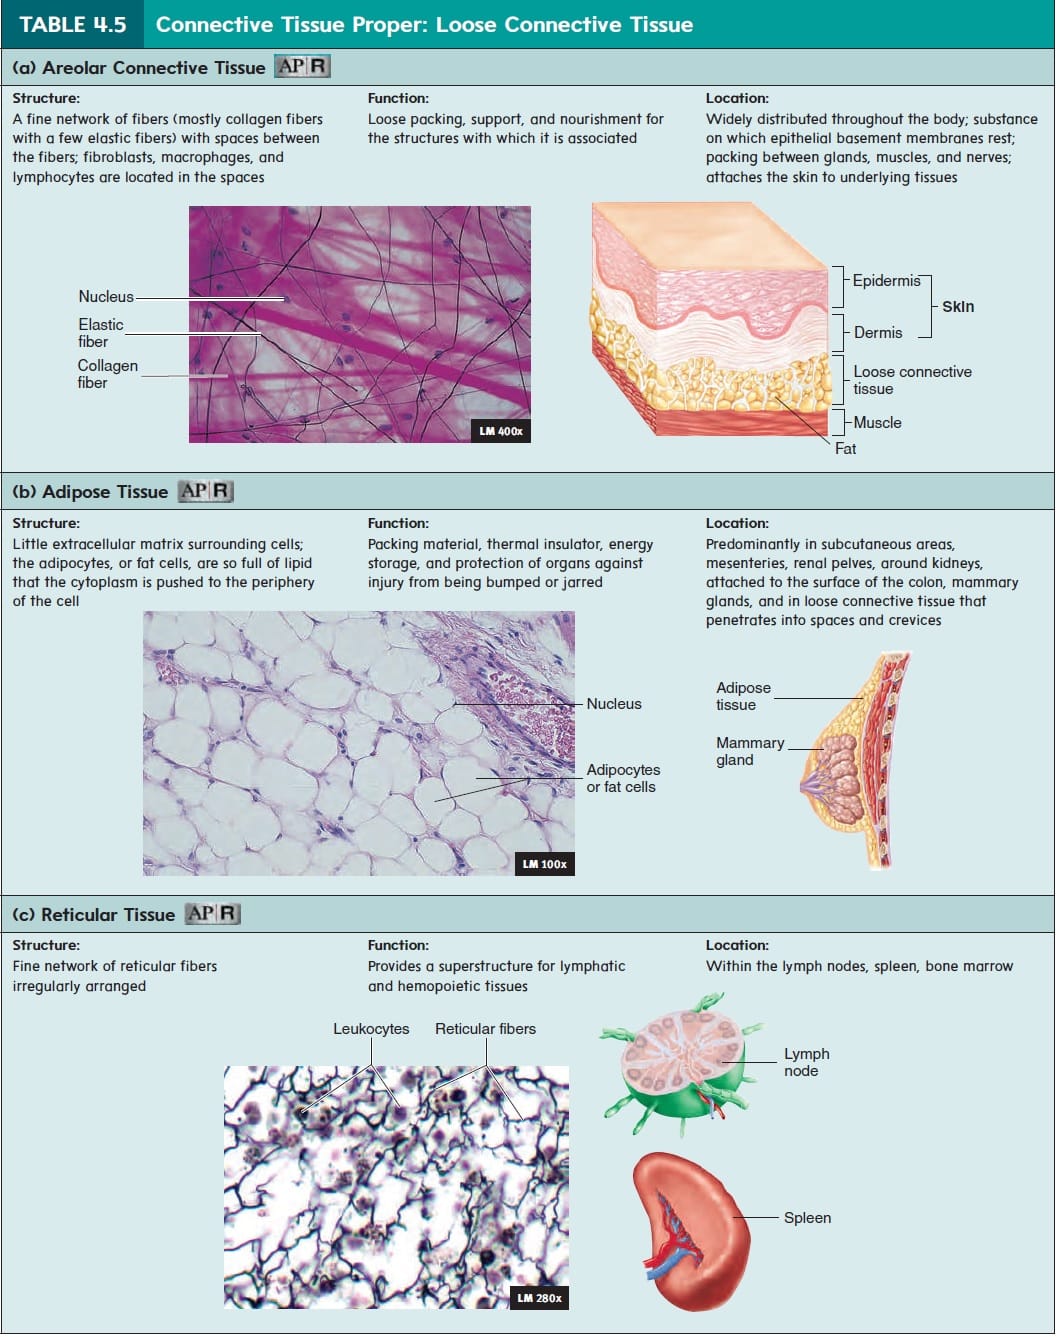 TABLE 4.5 Connective Tissue Proper: Loose Connective Tissue
(a) Areolar Connective Tissue AP|R
Structure:
A fine network of fibers (mostly collagen fibers
with a few elastic fibers) with spaces between
the fibers; fibroblasts, macrophages, and
lymphocytes are located in the spaces
Function:
Loose packing, support, and nourishment for
the structures with which it is associated
Location:
Widely distributed throughout the body; substance
on which epithelial basement membranes rest;
packing between glands, muscles, and nerves;
attaches the skin to underlying tissues
Nucleus
Elastic
fiber
Collagen
fiber
LM 400x
Epidermis
Skin
Dermis
Loose connective
tissue
Muscle
Fat
(b) Adipose Tissue AP|R
Structure:
Little extracellular matrix surrounding cells;
the adipocytes, or fat cells, are so full of lipid
that the cytoplasm is pushed to the periphery
of the cell
Function:
Packing material, thermal insulator, energy
storage, and protection of organs against
injury from being bumped or jarred
Location:
Predominantly in subcutaneous areas,
mesenteries, renal pelves, around kidneys,
attached to the surface of the colon, mammary
glands, and in loose connective tissue that
penetrates into spaces and crevices
Nucleus
Adipocytes
or fat cells
LM 100x
Adipose
tissue
Mammary
gland
(c) Reticular Tissue AP|R
Structure:
Fine network of reticular fibers
irregularly arranged
Function:
Provides a superstructure for lymphatic
and hemopoietic tissues
Location:
Within the lymph nodes, spleen, bone marrow
Leukocytes
Reticular fibers
LM 280x
Lymph
node
Spleen